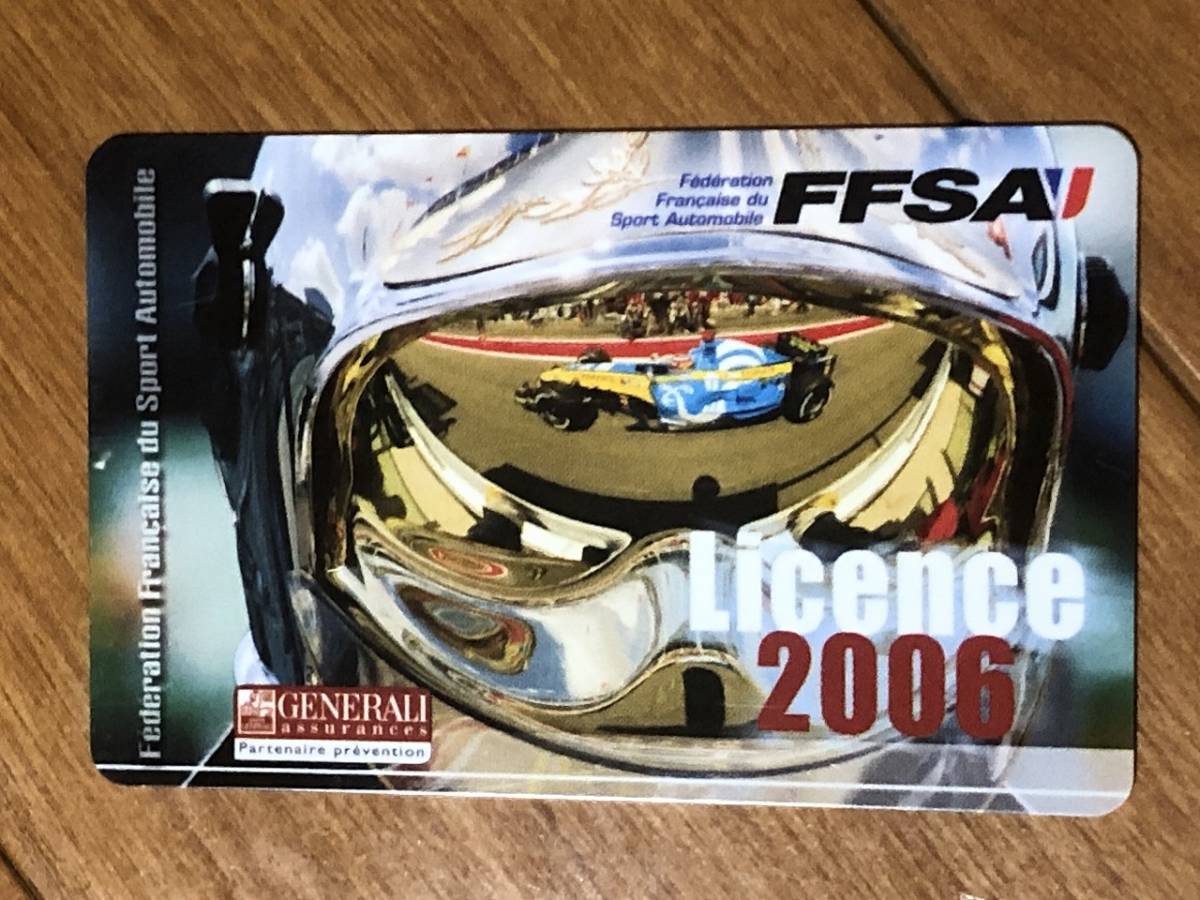 Fédération
Française du
Sport Automobile
FFSA
Fédération Française du Sport Automobile
Licence
2006
GENERALI
assurances
Partenaire prévention